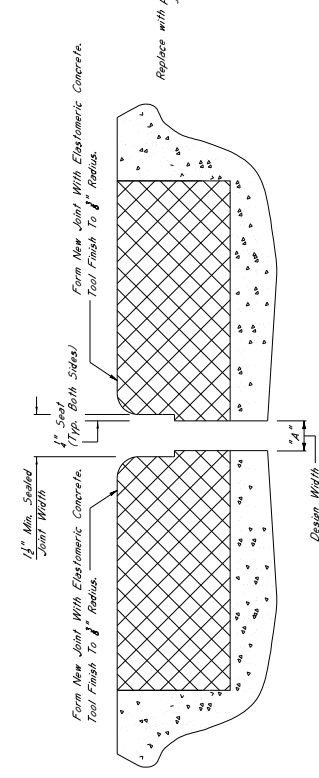 1½" Min. Sealed
Joint Width
¼" Seat
(Typ. Both Sides)
Form New Joint With Elastomeric Concrete.
Tool Finish To ⅜" Radius.
Form New Joint With Elastomeric Concrete.
Tool Finish To ⅜" Radius.
"A"
Design Width
Replace with